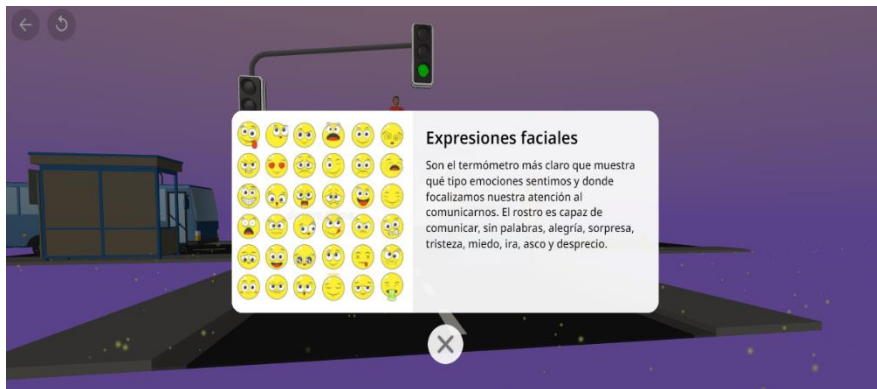 Expresiones faciales
Son el termómetro más claro que muestra
qué tipo emociones sentimos y donde
focalizamos nuestra atención al
comunicarnos. El rostro es capaz de
comunicar, sin palabras, alegría, sorpresa,
tristeza, miedo, ira, asco y desprecio.